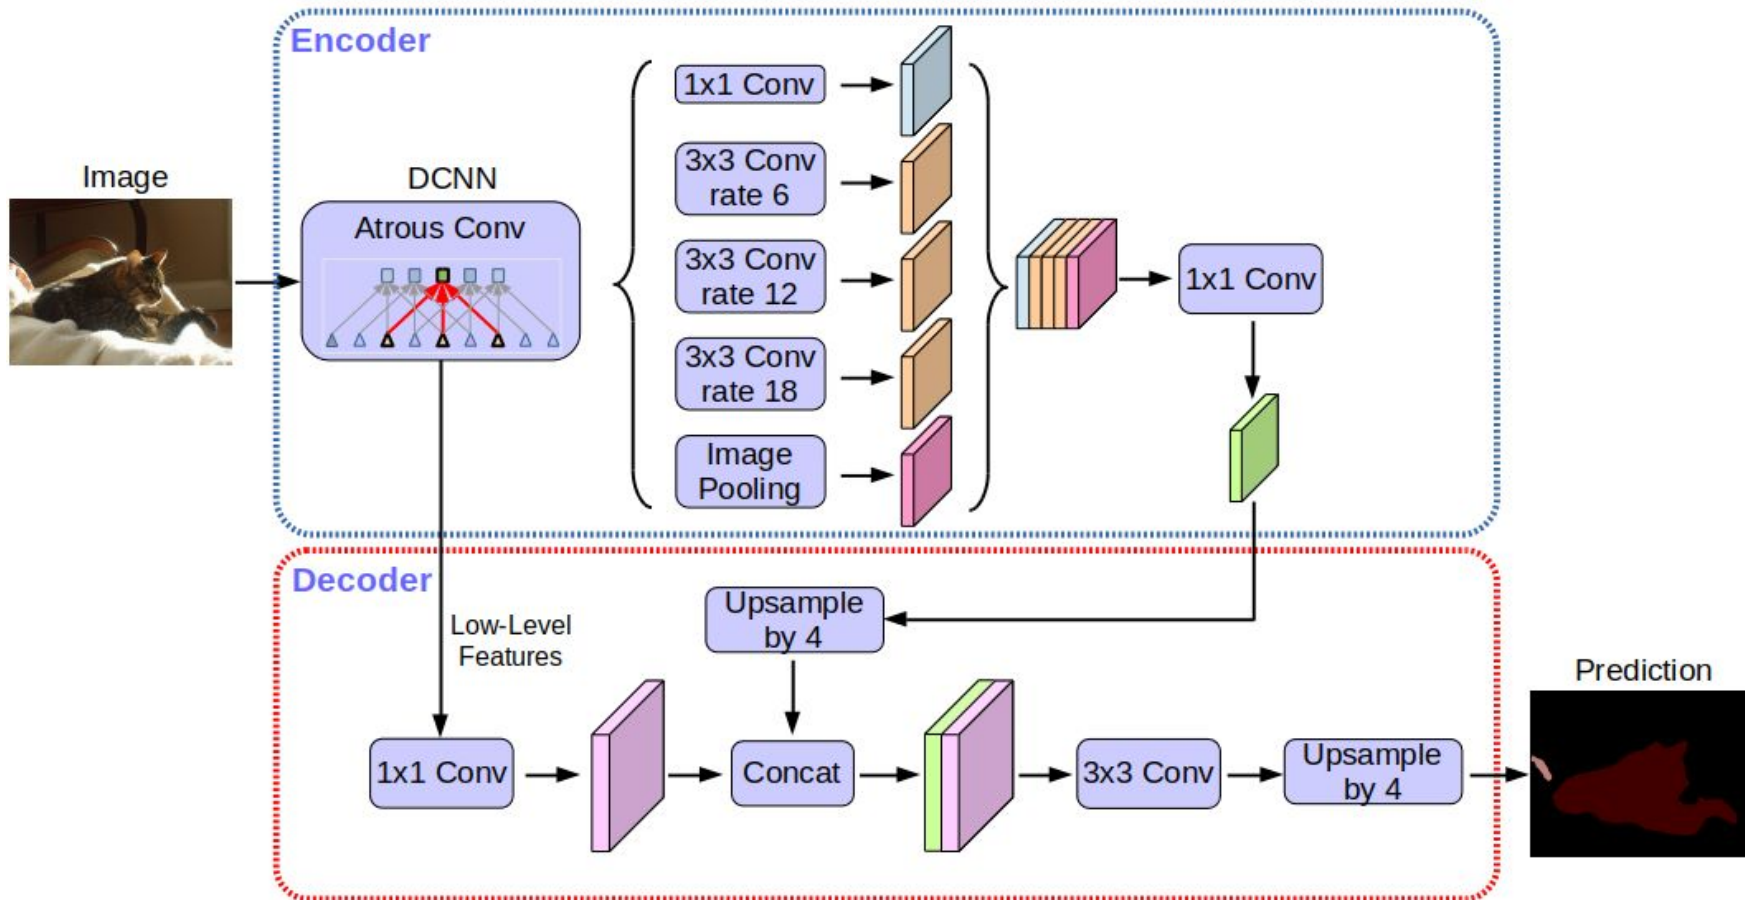 Encoder
Image
DCNN
Atrous Conv
1x1 Conv
3x3 Conv
rate 6
3x3 Conv
rate 12
3x3 Conv
rate 18
Image
Pooling
1x1 Conv
Decoder
Low-Level
Features
Upsample
by 4
1x1 Conv
Concat
3x3 Conv
Upsample
by 4
Prediction